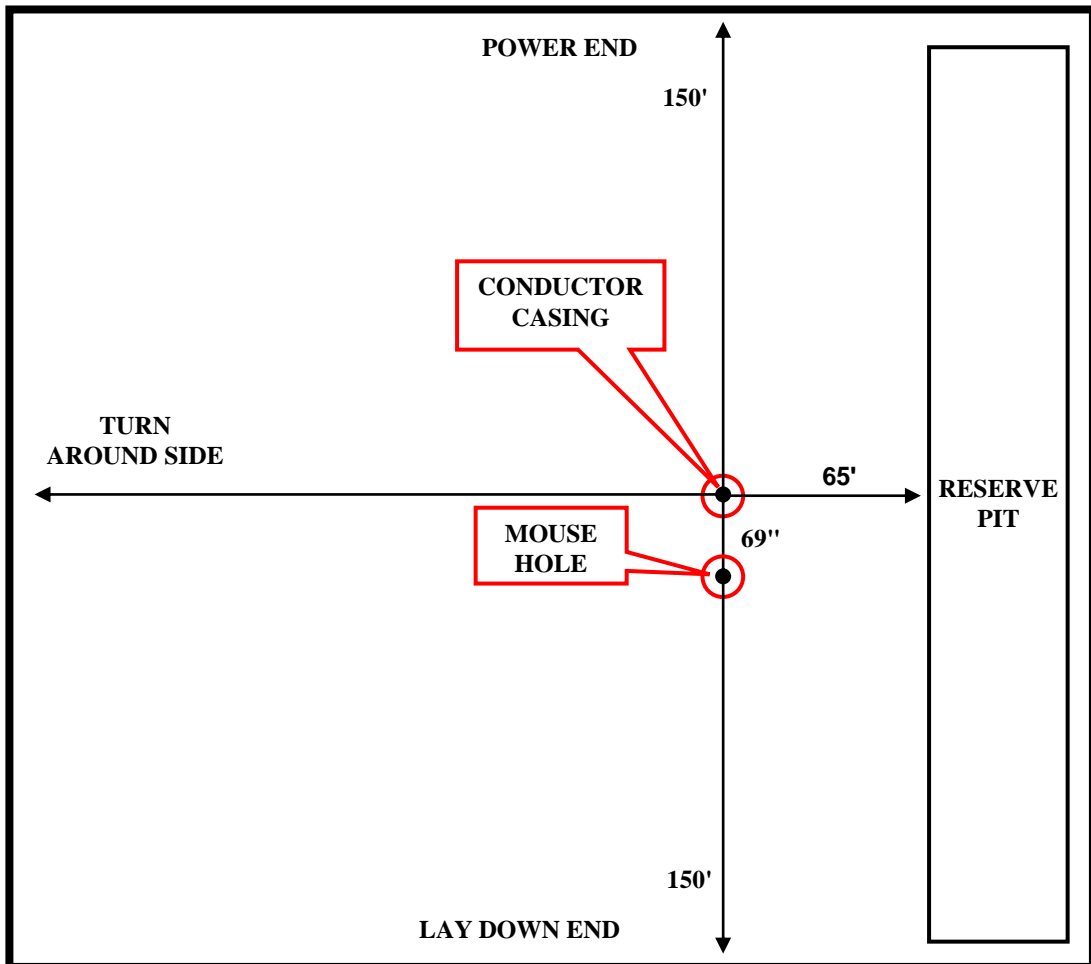 POWER END
150'
CONDUCTOR
CASING
TURN
AROUND SIDE
65'
RESERVE
PIT
MOUSE
HOLE
69"
150'
LAY DOWN END